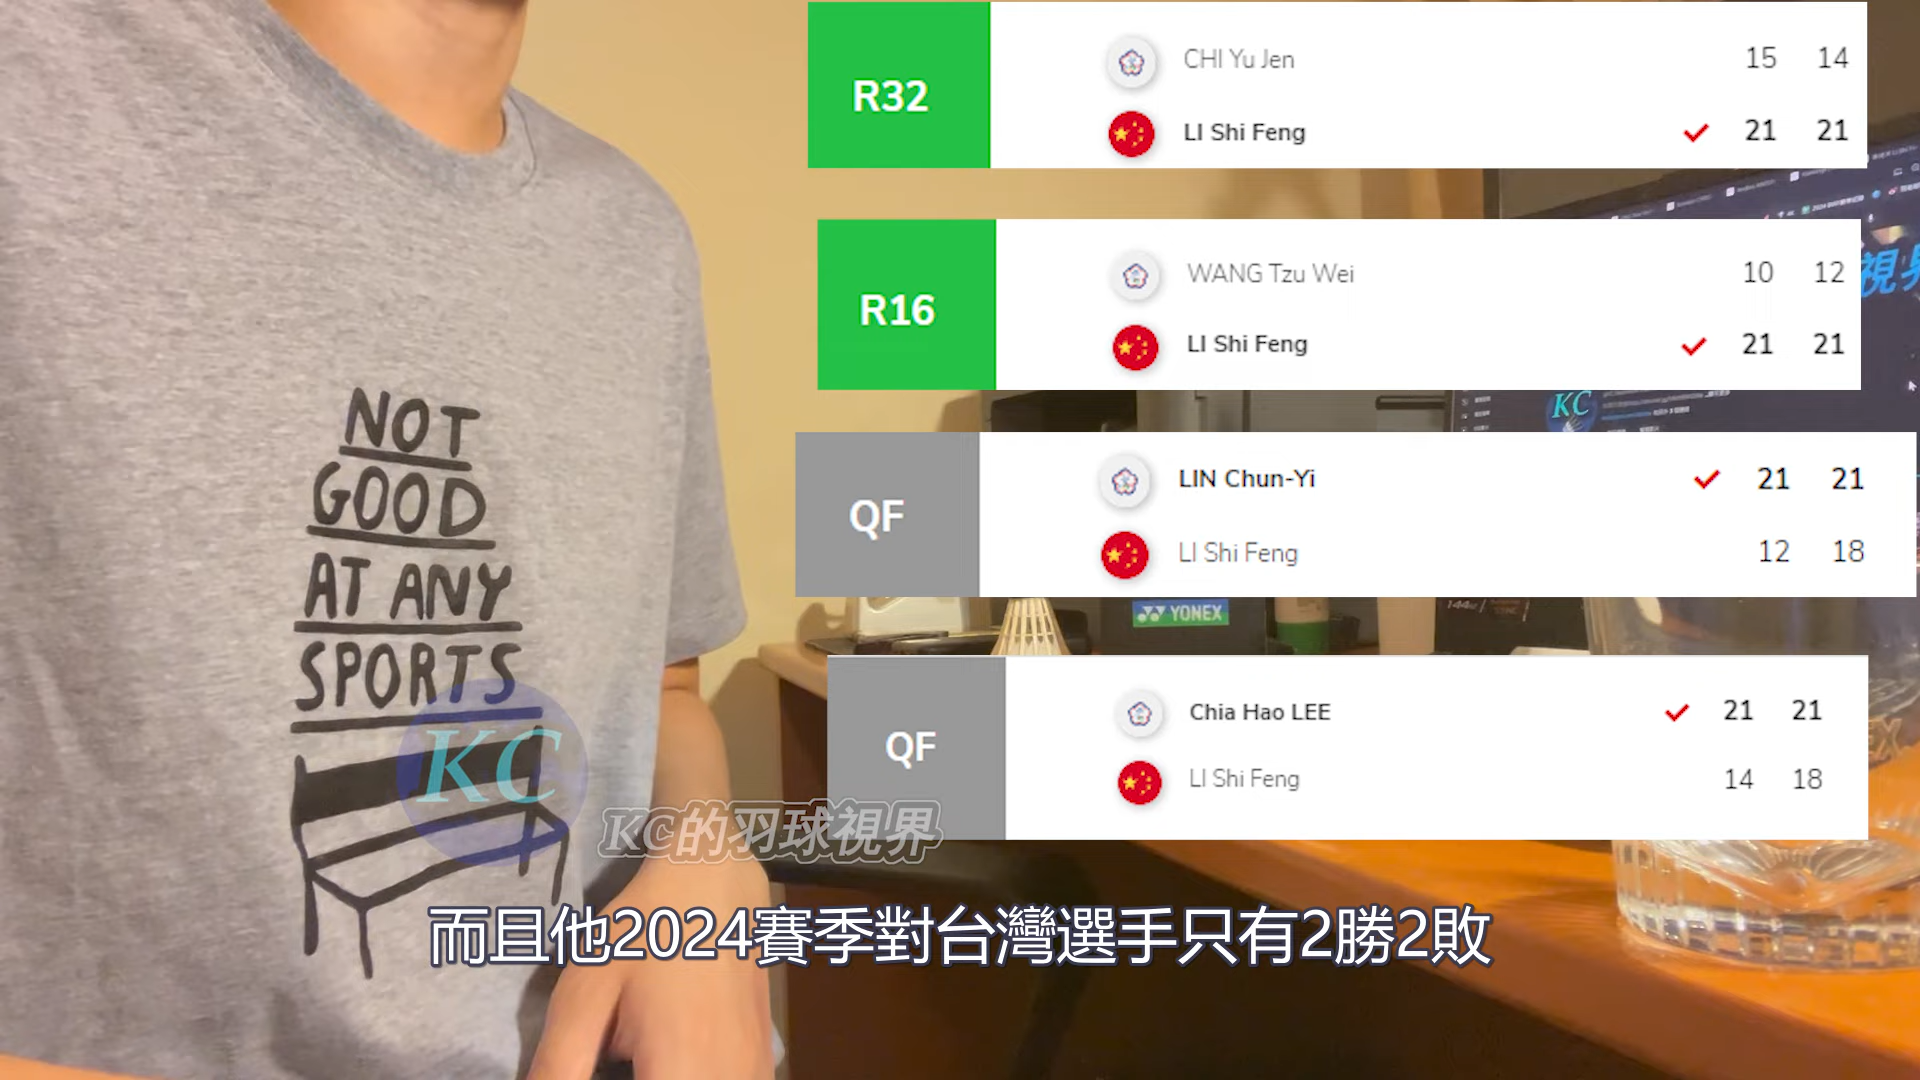 R32
CHI Yu Jen 15 14
LI Shi Feng 21 21
R16
WANG Tzu Wei 10 12
LI Shi Feng 21 21
QF
LIN Chun-Yi 21 21
LI Shi Feng 12 18
QF
Chia Hao LEE 21 21
LI Shi Feng 14 18
NOT
GOOD
AT ANY
SPORTS
KC
YONEX
視界
KC
KC的羽球視界
而且他2024賽季對台灣選手只有2勝2敗